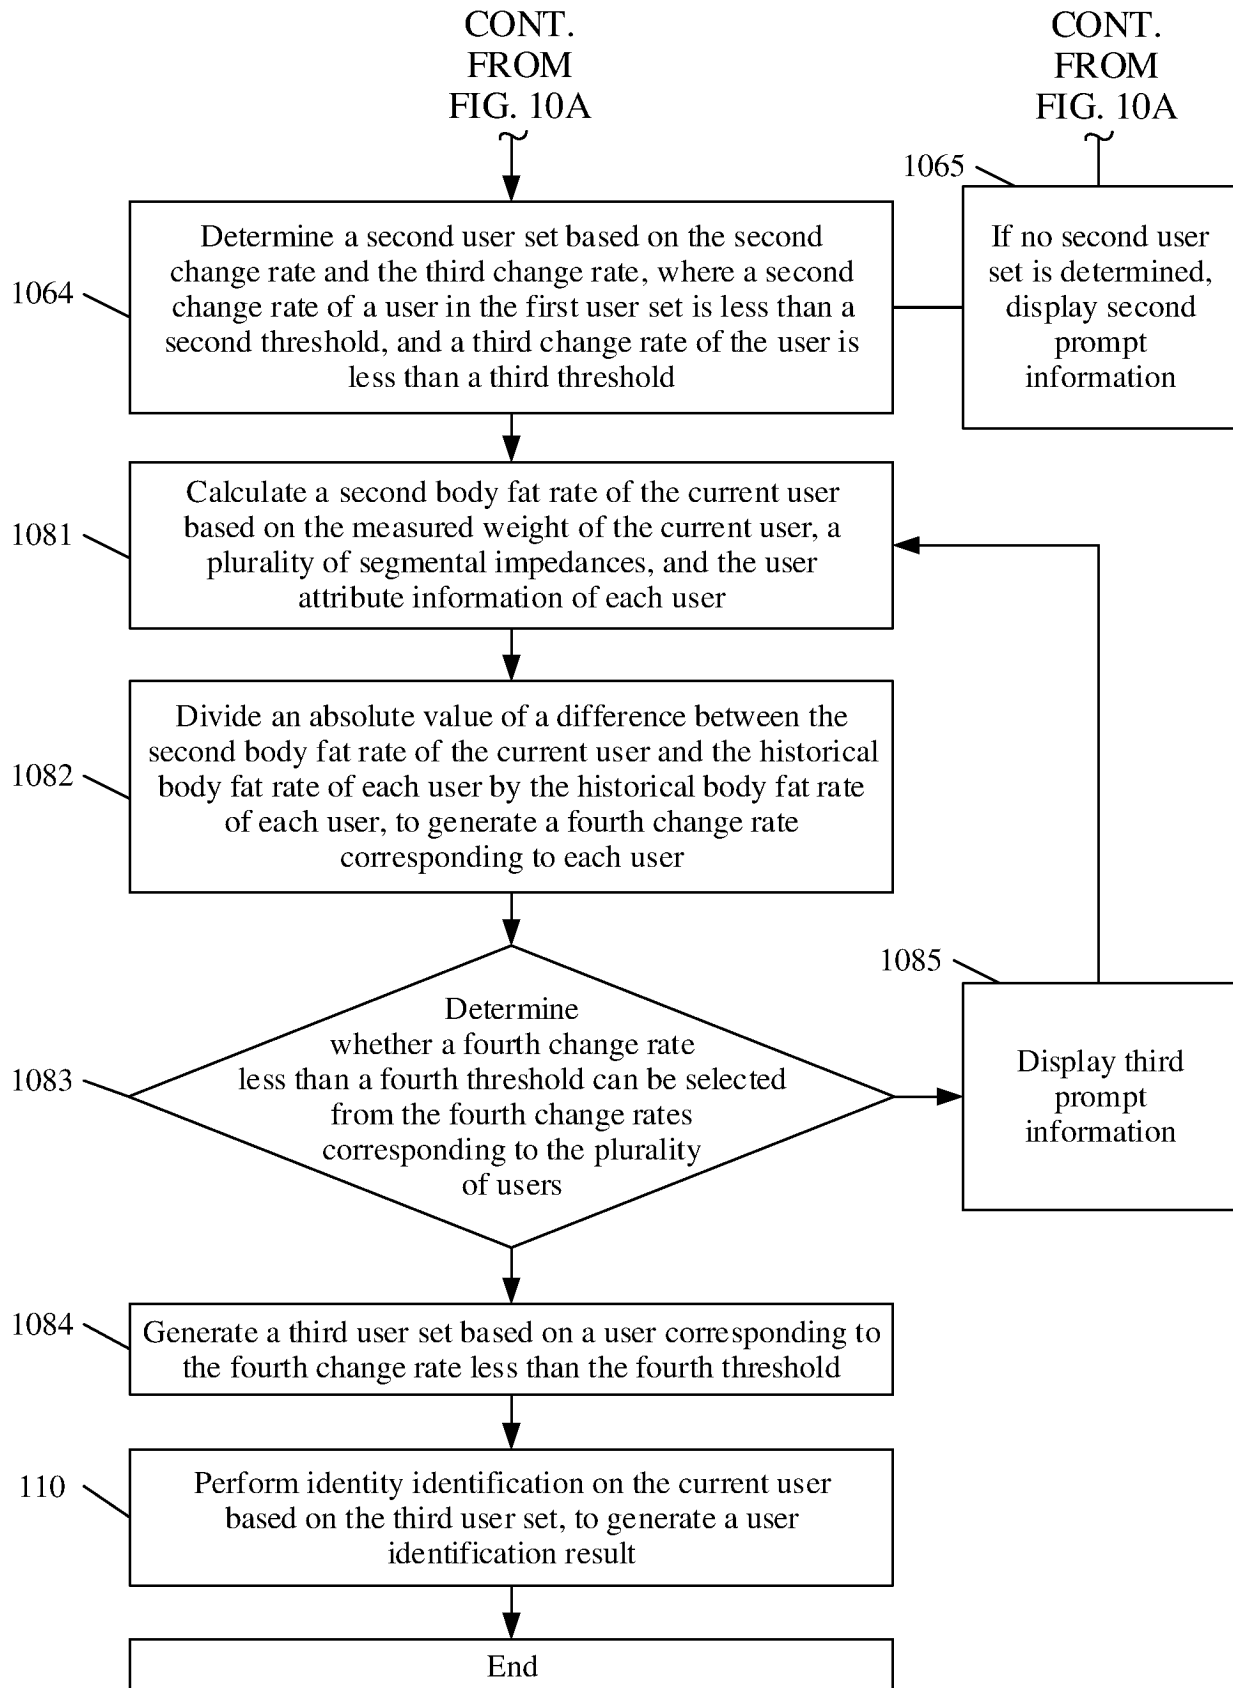 CONT.
FROM
FIG. 10A
CONT.
FROM
FIG. 10A
1065
If no second user
set is determined,
display second
prompt
information
1064
Determine a second user set based on the second
change rate and the third change rate, where a second
change rate of a user in the first user set is less than a
second threshold, and a third change rate of the user is
less than a third threshold
1081
Calculate a second body fat rate of the current user
based on the measured weight of the current user, a
plurality of segmental impedances, and the user
attribute information of each user
1082
Divide an absolute value of a difference between the
second body fat rate of the current user and the historical
body fat rate of each user by the historical body fat rate
of each user, to generate a fourth change rate
corresponding to each user
1083
Determine
whether a fourth change rate
less than a fourth threshold can be selected
from the fourth change rates
corresponding to the plurality
of users
1085
Display third
prompt
information
1084
Generate a third user set based on a user corresponding to
the fourth change rate less than the fourth threshold
110
Perform identity identification on the current user
based on the third user set, to generate a user
identification result
End